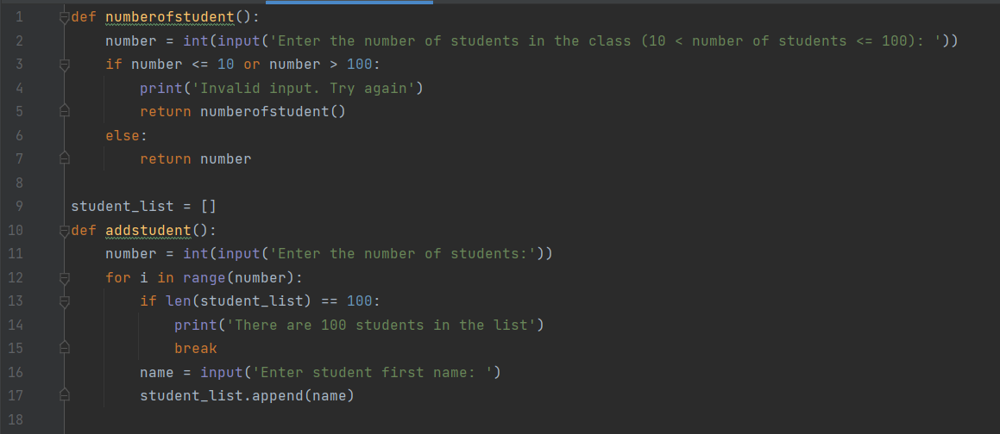 1 def numberofstudent():
2     number = int(input('Enter the number of students in the class (10 < number of students <= 100): '))
3     if number <= 10 or number > 100:
4         print('Invalid input. Try again')
5         return numberofstudent()
6     else:
7         return number
8
9 student_list = []
10 def addstudent():
11     number = int(input('Enter the number of students:'))
12     for i in range(number):
13         if len(student_list) == 100:
14             print('There are 100 students in the list')
15             break
16         name = input('Enter student first name: ')
17         student_list.append(name)
18